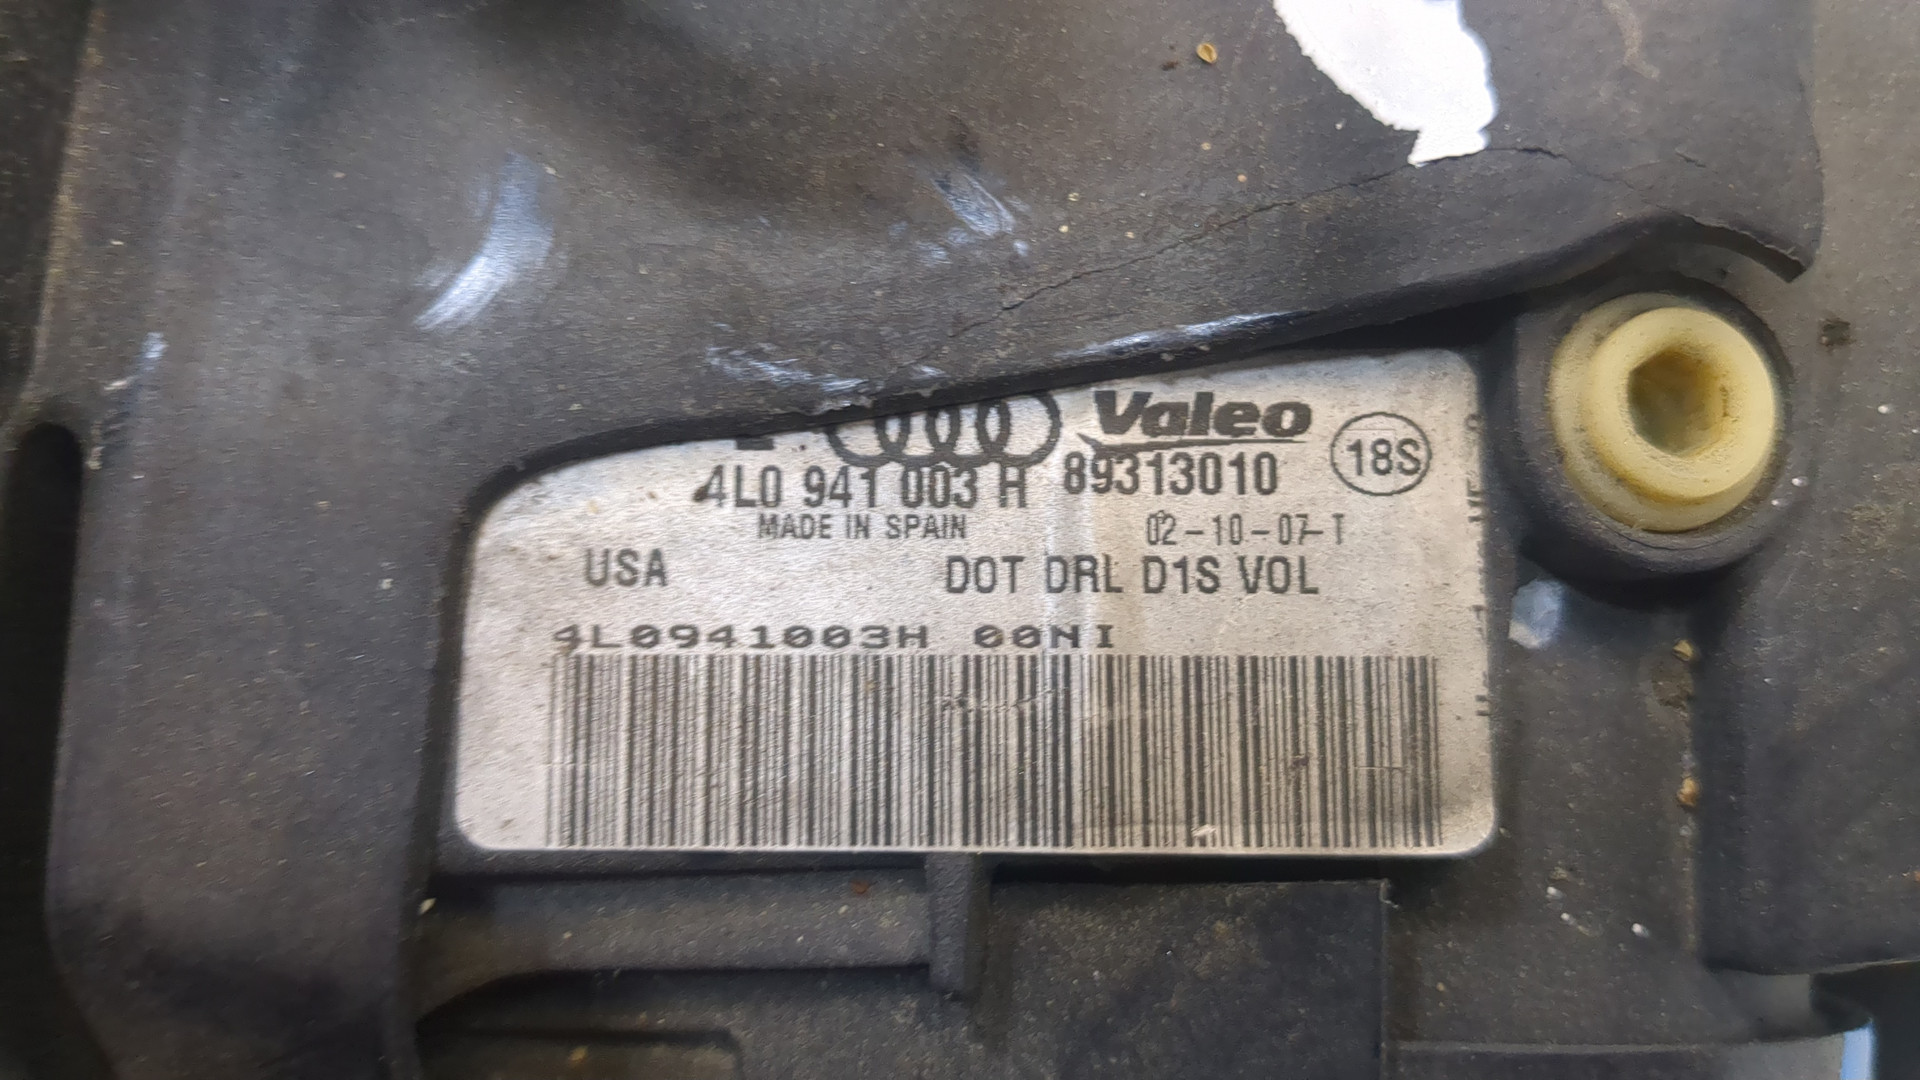 Valeo
4L0 941 003 H 89313010 18S
MADE IN SPAIN 02-10-07-T
USA DOT DRL D1S VOL
4L0941003H 00NI